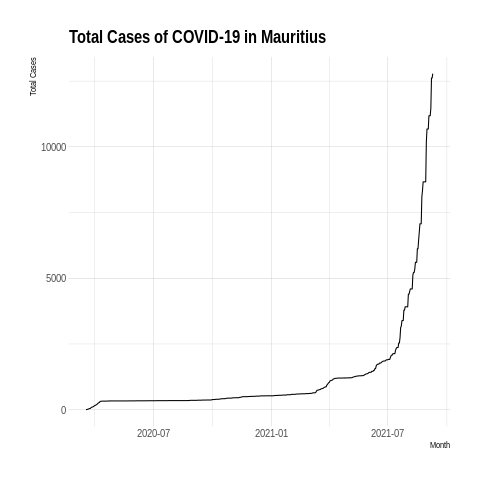 Total Cases of COVID-19 in Mauritius
Total Cases
10000
5000
0
2020-07 2021-01 2021-07
Month